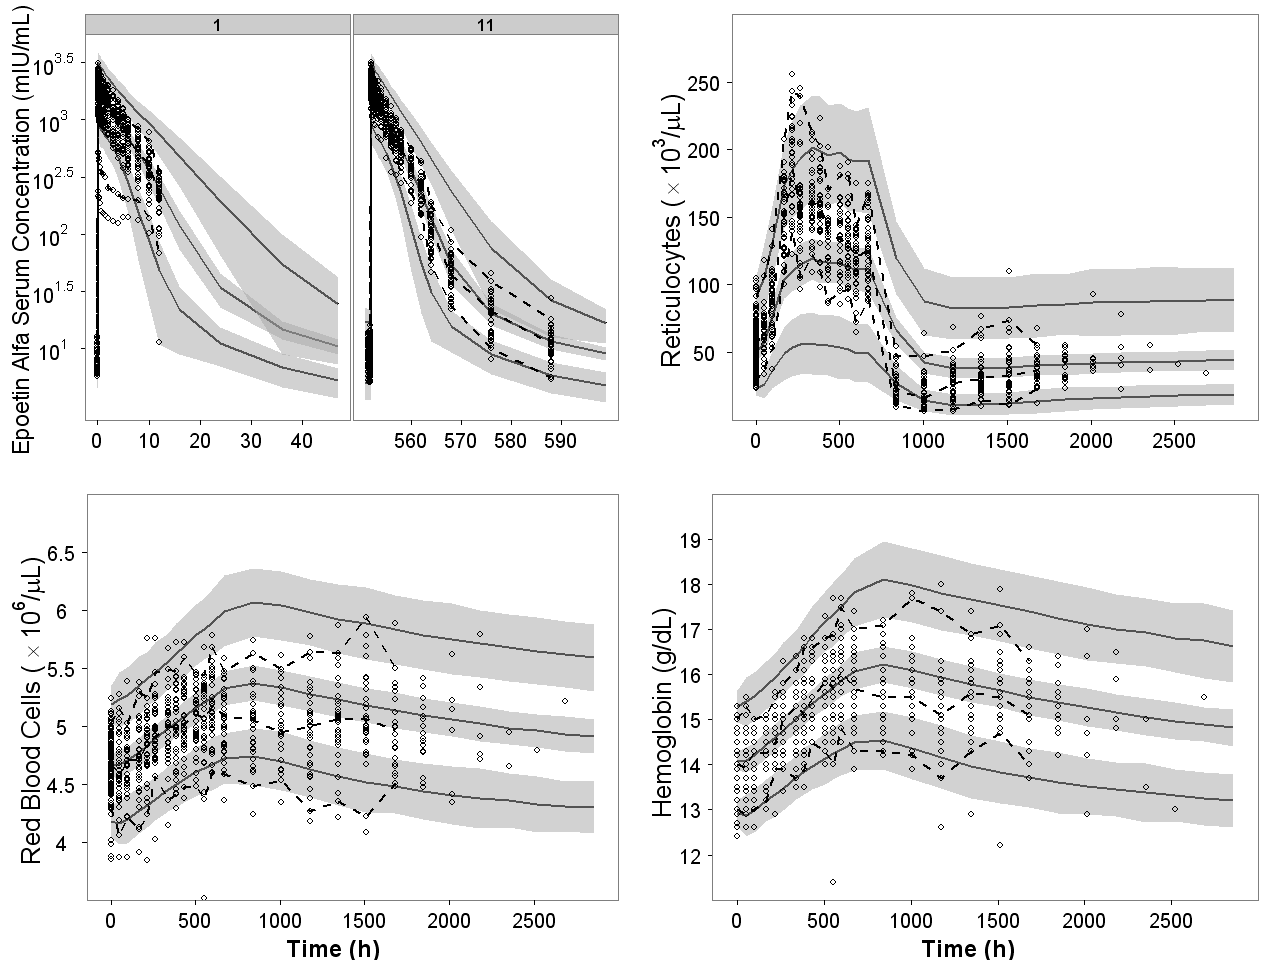 1
11
Epoetin Alfa Serum Concentration (mIU/mL)
10^3.5
10^3
10^2.5
10^2
10^1.5
10^1
0 10 20 30 40
560 570 580 590
Reticulocytes ( × 10^3/μL)
250
200
150
100
50
0 500 1000 1500 2000 2500
Red Blood Cells ( × 10^6/μL)
6.5
6
5.5
5
4.5
4
0 500 1000 1500 2000 2500
Time (h)
Hemoglobin (g/dL)
19
18
17
16
15
14
13
12
0 500 1000 1500 2000 2500
Time (h)